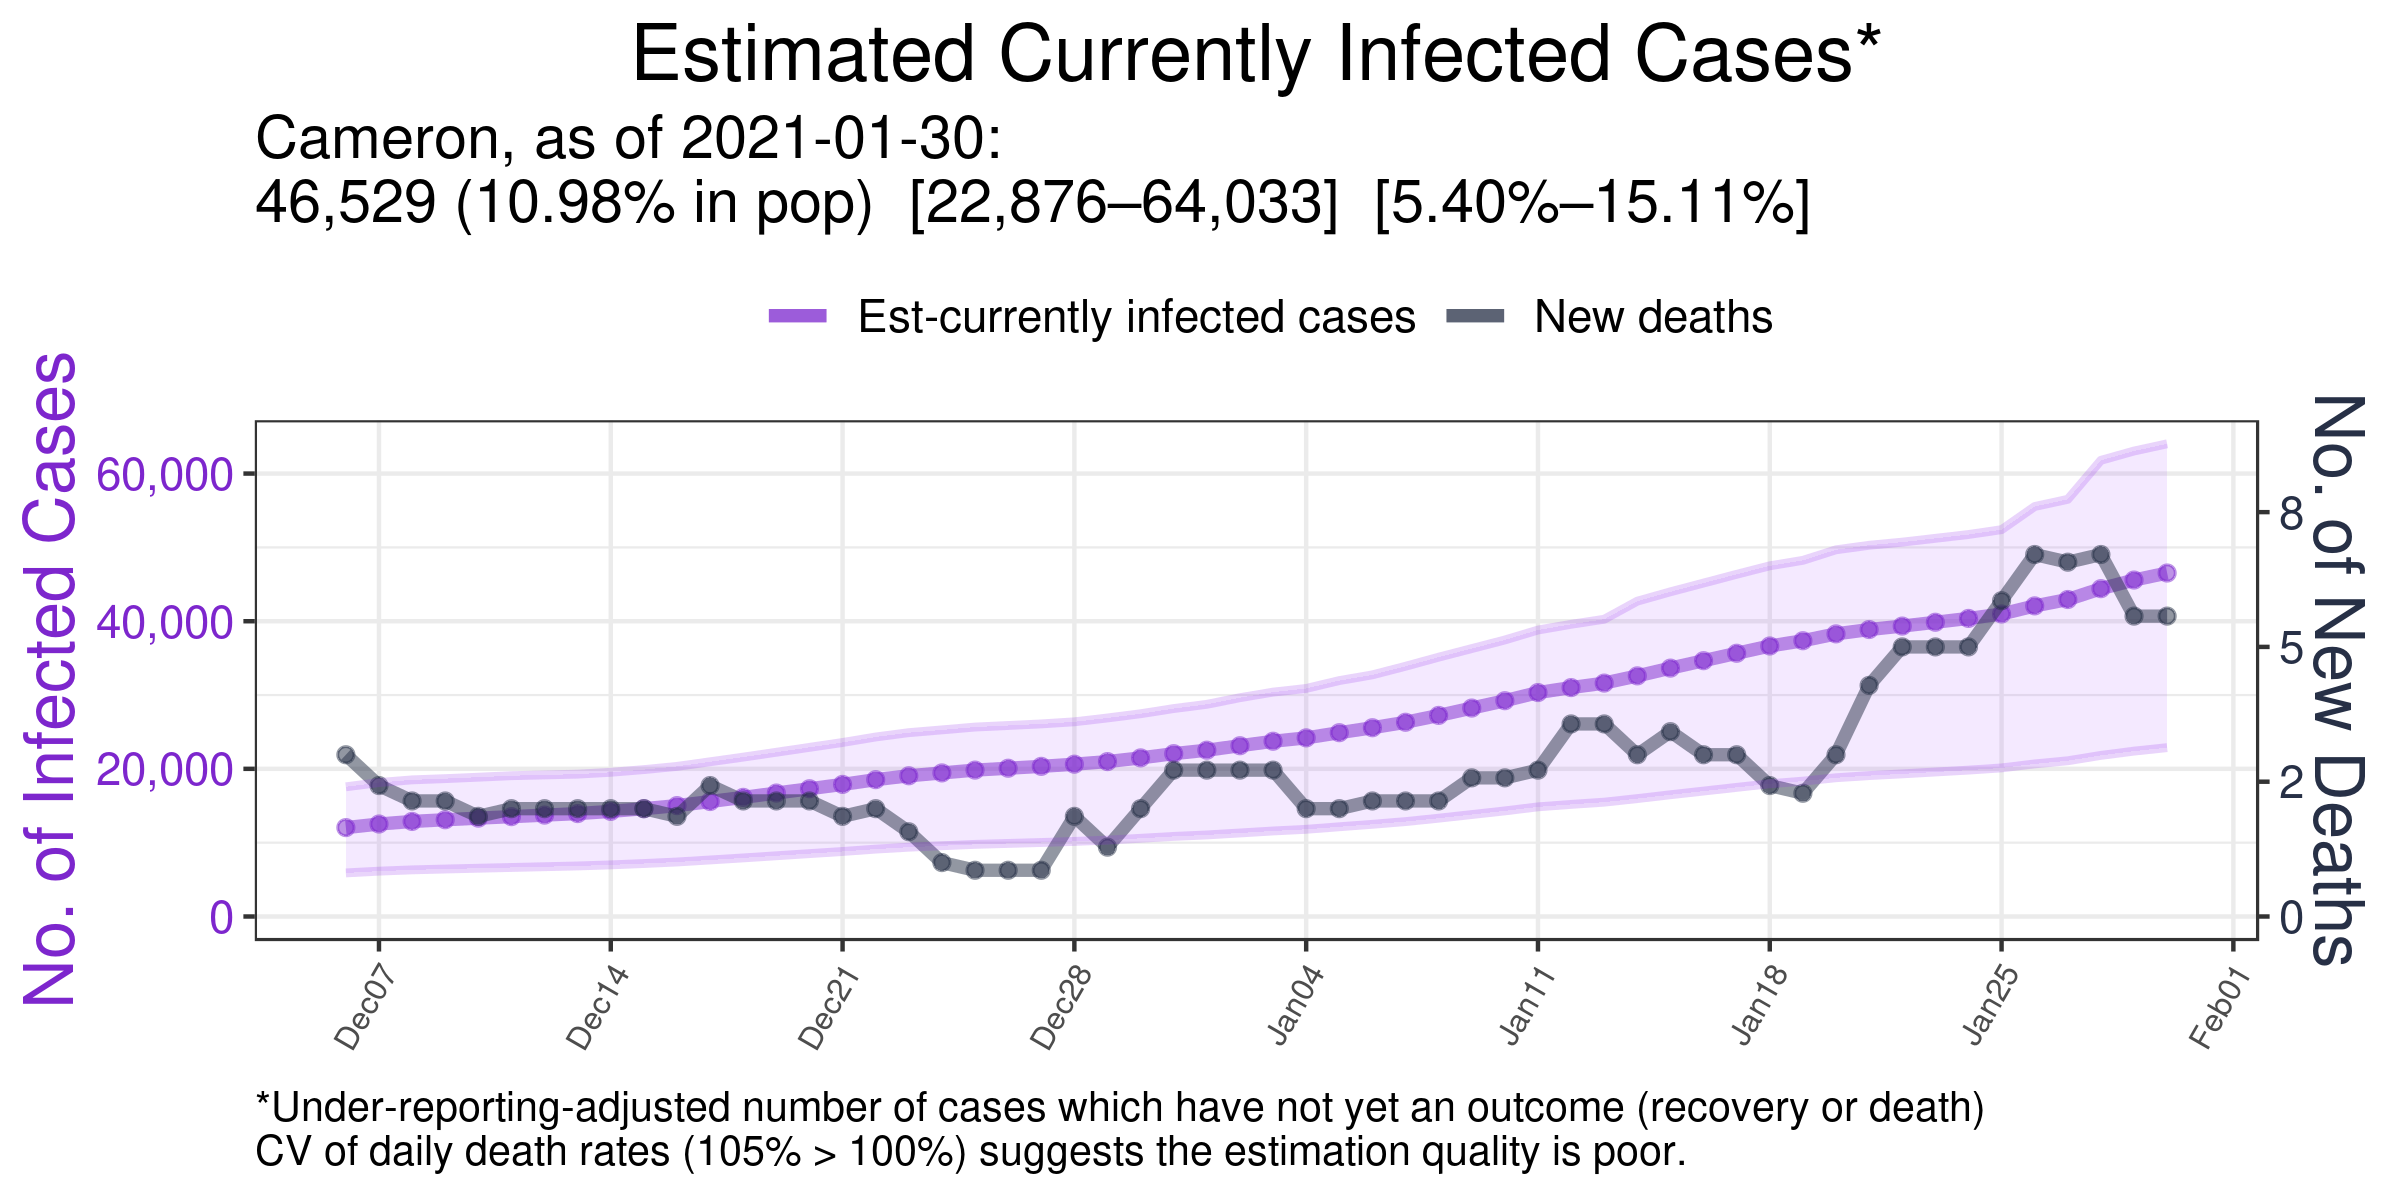 Estimated Currently Infected Cases*
Cameron, as of 2021-01-30:
46,529 (10.98% in pop)  [22,876–64,033]  [5.40%–15.11%]
Est-currently infected cases
New deaths
No. of Infected Cases
60,000
40,000
20,000
0
8
5
2
0
No. of New Deaths
Dec07
Dec14
Dec21
Dec28
Jan04
Jan11
Jan18
Jan25
Feb01
*Under-reporting-adjusted number of cases which have not yet an outcome (recovery or death)
CV of daily death rates (105% > 100%) suggests the estimation quality is poor.